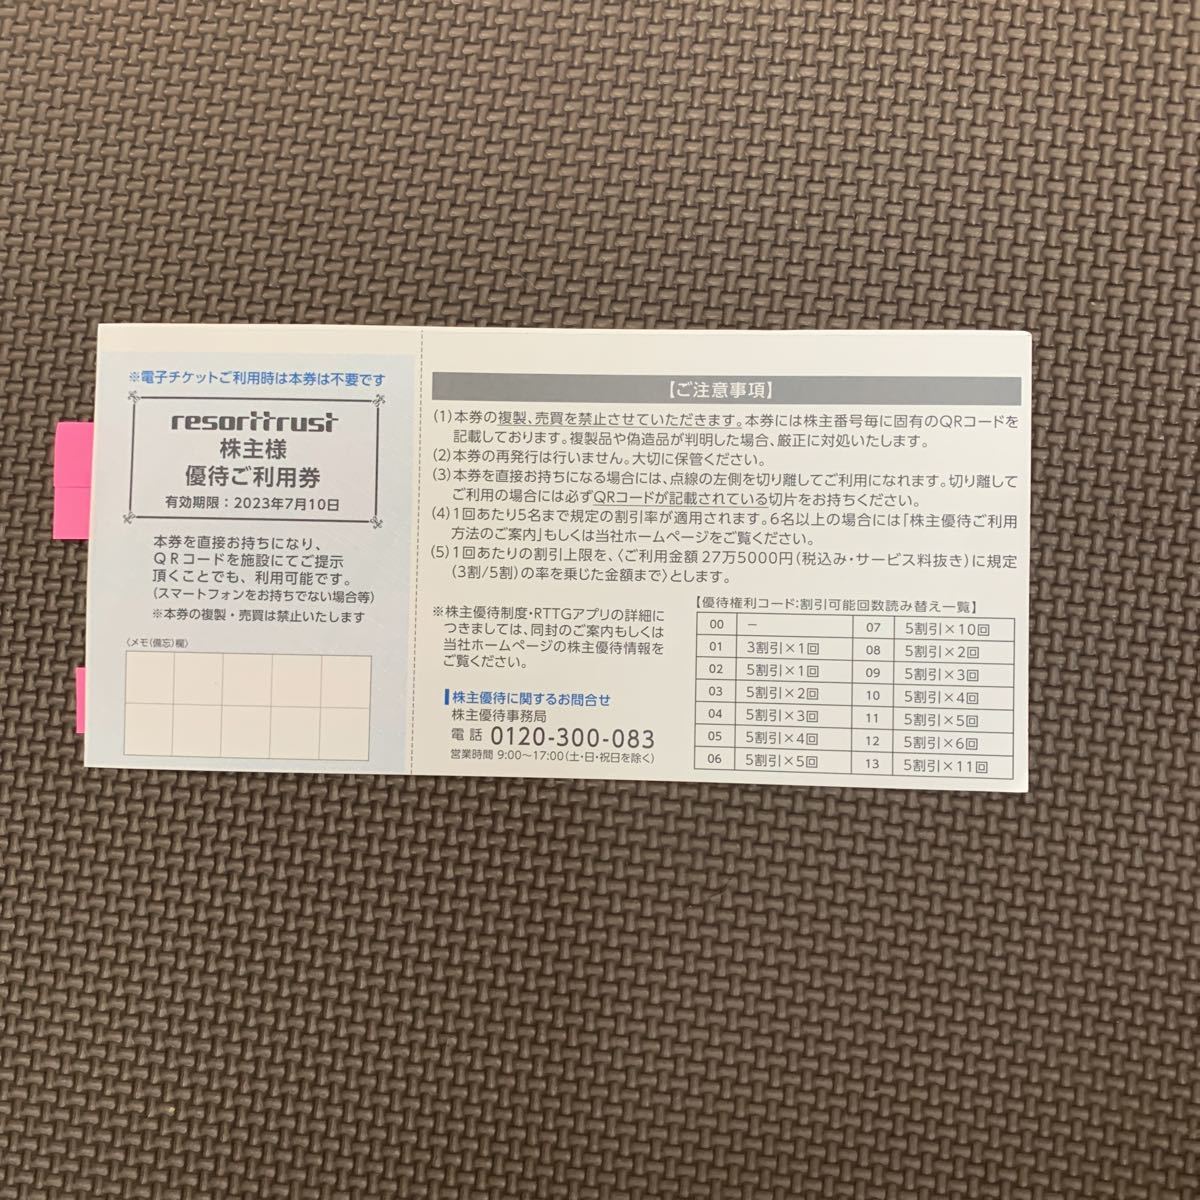 ※電子チケットご利用時は本券は不要です
resorttrust
株主様
優待ご利用券
有効期限：2023年7月10日
本券を直接お持ちになり、
QRコードを施設にてご提示
頂くことでも、利用可能です。
(スマートフォンをお持ちでない場合等)
※本券の複製・売買は禁止いたします
〈メモ(備忘)欄〉
【ご注意事項】
(1)本券の複製、売買を禁止させていただきます。本券には株主番号毎に固有のQRコードを
記載しております。複製品や偽造品が判明した場合、厳正に対処いたします。
(2)本券の再発行は行いません。大切に保管ください。
(3)本券を直接お持ちになる場合には、点線の左側を切り離してご利用になれます。切り離して
ご利用の場合には必ずQRコードが記載されている切片をお持ちください。
(4)1回あたり5名まで規定の割引率が適用されます。6名以上の場合には「株主優待ご利用
方法のご案内」もしくは当社ホームページをご覧ください。
(5)1回あたりの割引上限を、〈ご利用金額27万5000円(税込み・サービス料抜き)に規定
(3割/5割)の率を乗じた金額まで〉とします。
※株主優待制度・RTTGアプリの詳細に
つきましては、同封のご案内もしくは
当社ホームページの株主優待情報を
ご覧ください。
株主優待に関するお問合せ
株主優待事務局
電話 0120-300-083
営業時間 9:00〜17:00(土・日・祝日を除く)
【優待権利コード：割引可能回数読み替え一覧】
00 − 07 5割引×10回
01 3割引×1回 08 5割引×2回
02 5割引×1回 09 5割引×3回
03 5割引×2回 10 5割引×4回
04 5割引×3回 11 5割引×5回
05 5割引×4回 12 5割引×6回
06 5割引×5回 13 5割引×11回